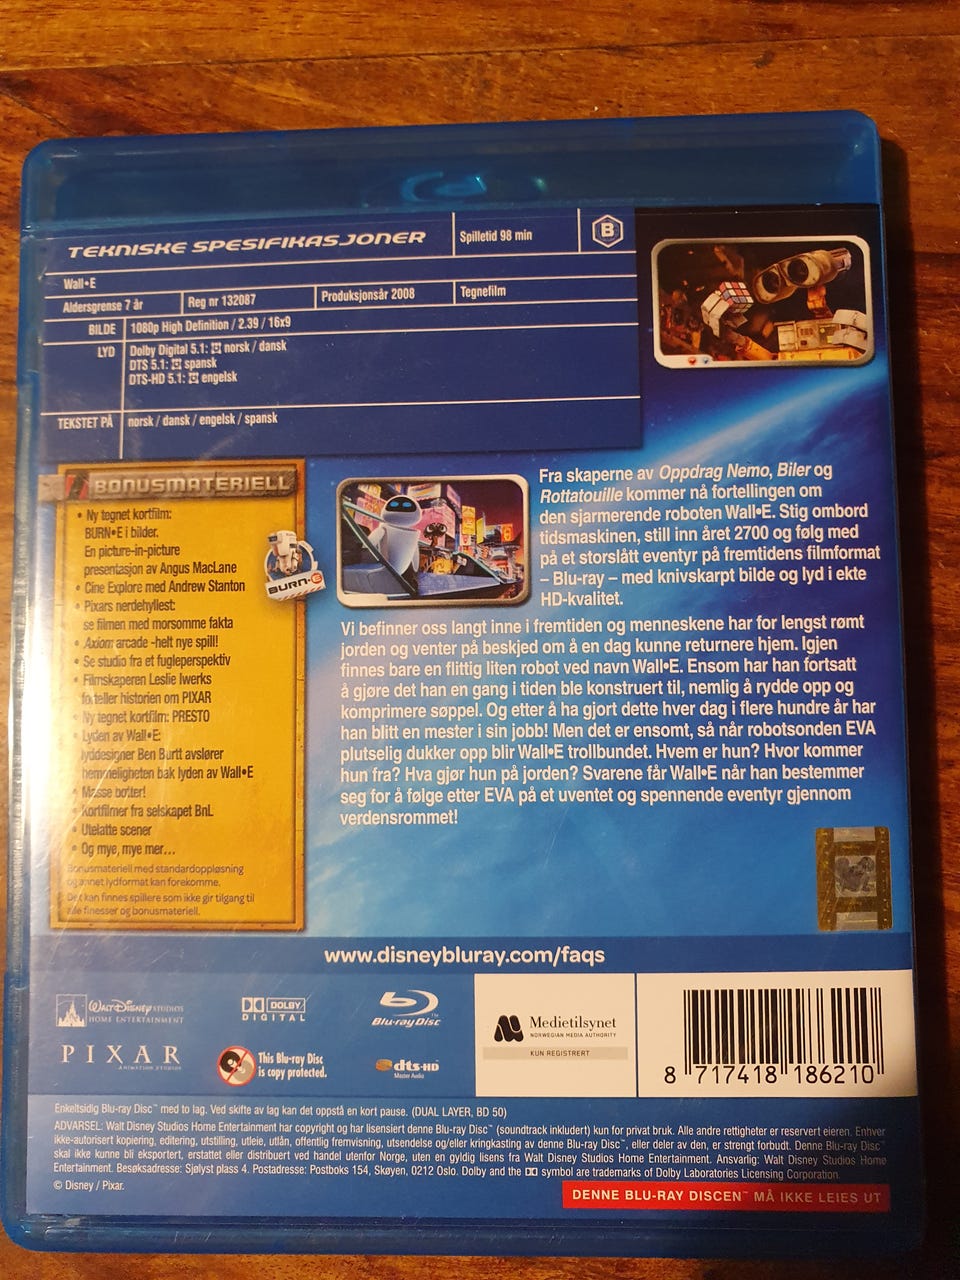 TEKNISKE SPESIFIKASJONER
Spilletid 98 min
B
Wall•E
Aldersgrense 7 år
Reg nr 132087
Produksjonsår 2008
Tegnefilm
BILDE
1080p High Definition / 2.39 / 16x9
LYD
Dolby Digital 5.1: norsk / dansk
DTS 5.1: spansk
DTS-HD 5.1: engelsk
TEKSTET PÅ
norsk / dansk / engelsk / spansk
BONUSMATERIELL
• Ny tegnet kortfilm:
BURN•E i bilder.
En picture-in-picture
presentasjon av Angus MacLane
• Cine Explore med Andrew Stanton
• Pixars nerdehyllest:
se filmen med morsomme fakta
• Axiom arcade -helt nye spill!
• Se studio fra et fugleperspektiv
• Filmskaperen Leslie Iwerks
forteller historien om PIXAR
• Ny tegnet kortfilm: PRESTO
• Lyden av Wall•E:
lyddesigner Ben Burtt avslører
hemmeligheten bak lyden av Wall•E
• Masse botter!
• Kortfilmer fra selskapet BnL
• Utelatte scener
• Og mye, mye mer...
Bonusmateriell med standardoppløsning
og annet lydformat kan forekomme.
Det kan finnes spillere som ikke gir tilgang til
alle finesser og bonusmateriell.
BURN•E
Fra skaperne av Oppdrag Nemo, Biler og
Rottatouille kommer nå fortellingen om
den sjarmerende roboten Wall•E. Stig ombord
tidsmaskinen, still inn året 2700 og følg med
på et storslått eventyr på fremtidens filmformat
– Blu-ray – med knivskarpt bilde og lyd i ekte
HD-kvalitet.
Vi befinner oss langt inne i fremtiden og menneskene har for lengst rømt
jorden og venter på beskjed om å en dag kunne returnere hjem. Igjen
finnes bare en flittig liten robot ved navn Wall•E. Ensom har han fortsatt
å gjøre det han en gang i tiden ble konstruert til, nemlig å rydde opp og
komprimere søppel. Og etter å ha gjort dette hver dag i flere hundre år har
han blitt en mester i sin jobb! Men det er ensomt, så når robotsonden EVA
plutselig dukker opp blir Wall•E trollbundet. Hvem er hun? Hvor kommer
hun fra? Hva gjør hun på jorden? Svarene får Wall•E når han bestemmer
seg for å følge etter EVA på et uventet og spennende eventyr gjennom
verdensrommet!
www.disneybluray.com/faqs
WALT DISNEY STUDIOS
HOME ENTERTAINMENT
DOLBY
DIGITAL
Blu-ray Disc™
PIXAR
ANIMATION STUDIOS
This Blu-ray Disc
is copy protected.
dts-HD
Master Audio
Medietilsynet
NORWEGIAN MEDIA AUTHORITY
KUN REGISTRERT
8 717418 186210
Enkeltsidig Blu-ray Disc™ med to lag. Ved skifte av lag kan det oppstå en kort pause. (DUAL LAYER, BD 50)
ADVARSEL: Walt Disney Studios Home Entertainment har copyright og har lisensiert denne Blu-ray Disc™ (soundtrack inkludert) kun for privat bruk. Alle andre rettigheter er reservert eieren. Enhver
ikke-autorisert kopiering, editering, utstilling, utleie, utlån, offentlig fremvisning, utsendelse og/eller kringkasting av denne Blu-ray Disc™, eller deler av den, er strengt forbudt. Denne Blu-ray Disc™
skal ikke kunne bli eksportert, erstattet eller distribuert ved handel utenfor Norge, uten en gyldig lisens fra Walt Disney Studios Home Entertainment. Ansvarlig: Walt Disney Studios Home
Entertainment. Besøksadresse: Sjølyst plass 4. Postadresse: Postboks 154, Skøyen, 0212 Oslo. Dolby and the symbol are trademarks of Dolby Laboratories Licensing Corporation.
© Disney / Pixar.
DENNE BLU-RAY DISCEN™ MÅ IKKE LEIES UT